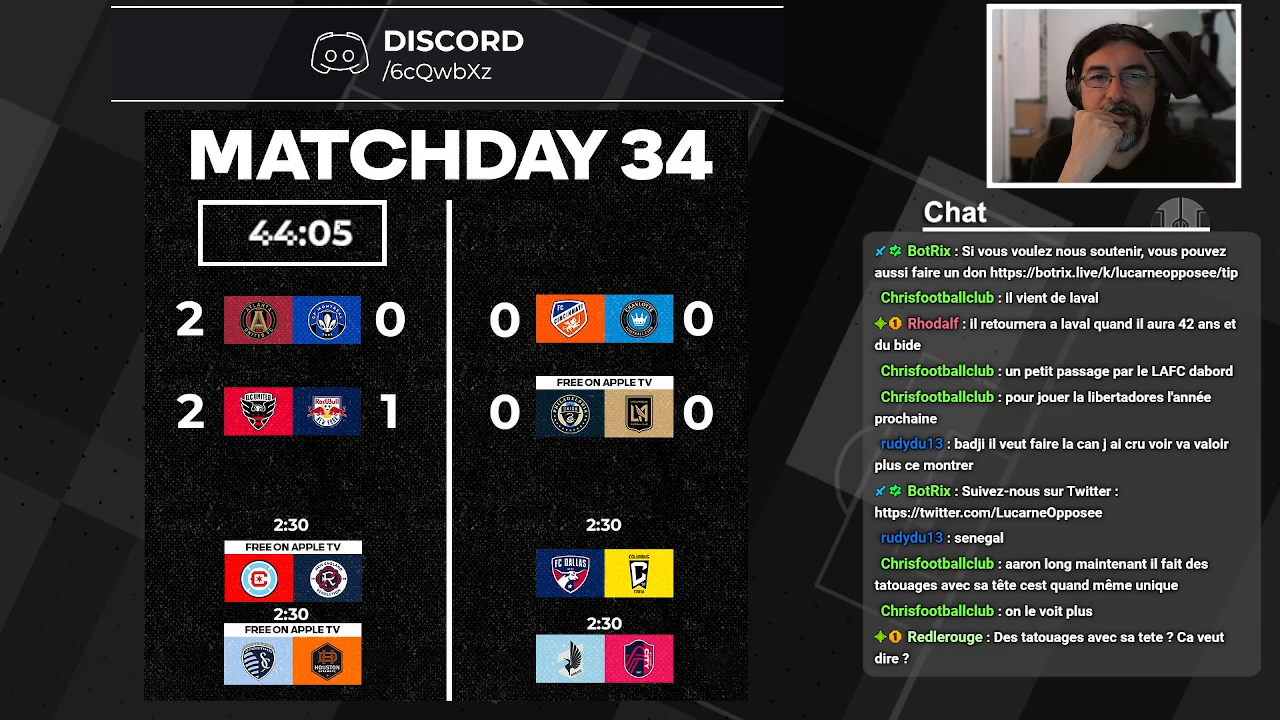 DISCORD
/6cQwbXz
MATCHDAY 34
44:05
2 0
0 0
FREE ON APPLE TV
2 1
0 0
2:30
2:30
FREE ON APPLE TV
FC DALLAS
COLUMBUS
2:30
FREE ON APPLE TV
2:30
HOUSTON
CITY
Chat
BotRix : Si vous voulez nous soutenir, vous pouvez
aussi faire un don https://botrix.live/k/lucarneopposee/tip
Chrisfootballclub : il vient de laval
Rhodalf : il retournera a laval quand il aura 42 ans et
du bide
Chrisfootballclub : un petit passage par le LAFC dabord
Chrisfootballclub : pour jouer la libertadores l'année
prochaine
rudydu13 : badji il veut faire la can j ai cru voir va valoir
plus ce montrer
BotRix : Suivez-nous sur Twitter :
https://twitter.com/LucarneOpposee
rudydu13 : senegal
Chrisfootballclub : aaron long maintenant il fait des
tatouages avec sa tête cest quand même unique
Chrisfootballclub : on le voit plus
Redlerouge : Des tatouages avec sa tete ? Ca veut
dire ?